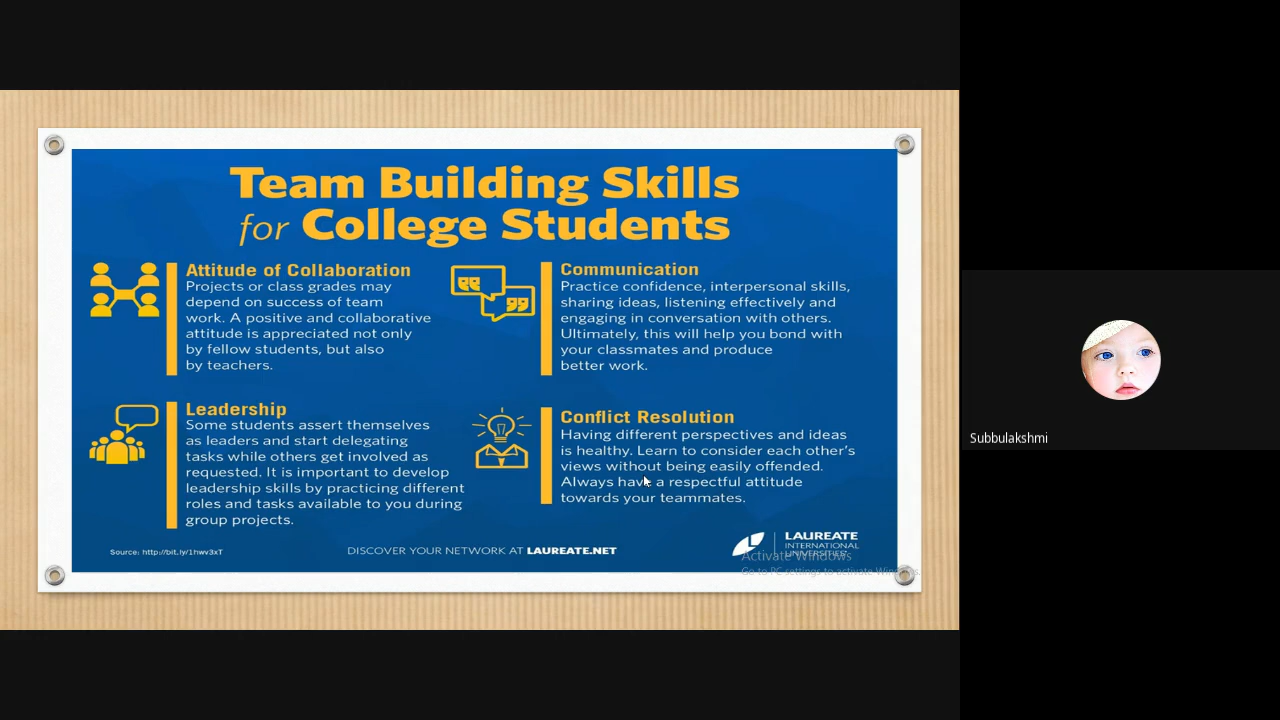 Team Building Skills
for College Students
Attitude of Collaboration
Projects or class grades may
depend on success of team
work. A positive and collaborative
attitude is appreciated not only
by fellow students, but also
by teachers.
Communication
Practice confidence, interpersonal skills,
sharing ideas, listening effectively and
engaging in conversation with others.
Ultimately, this will help you bond with
your classmates and produce
better work.
Leadership
Some students assert themselves
as leaders and start delegating
tasks while others get involved as
requested. It is important to develop
leadership skills by practicing different
roles and tasks available to you during
group projects.
Conflict Resolution
Having different perspectives and ideas
is healthy. Learn to consider each other's
views without being easily offended.
Always have a respectful attitude
towards your teammates.
Source: http://bit.ly/1hwv3xT
DISCOVER YOUR NETWORK AT LAUREATE.NET
LAUREATE
INTERNATIONAL
UNIVERSITIES
Activate Windows
Go to PC settings to activate Windows.
Subbulakshmi